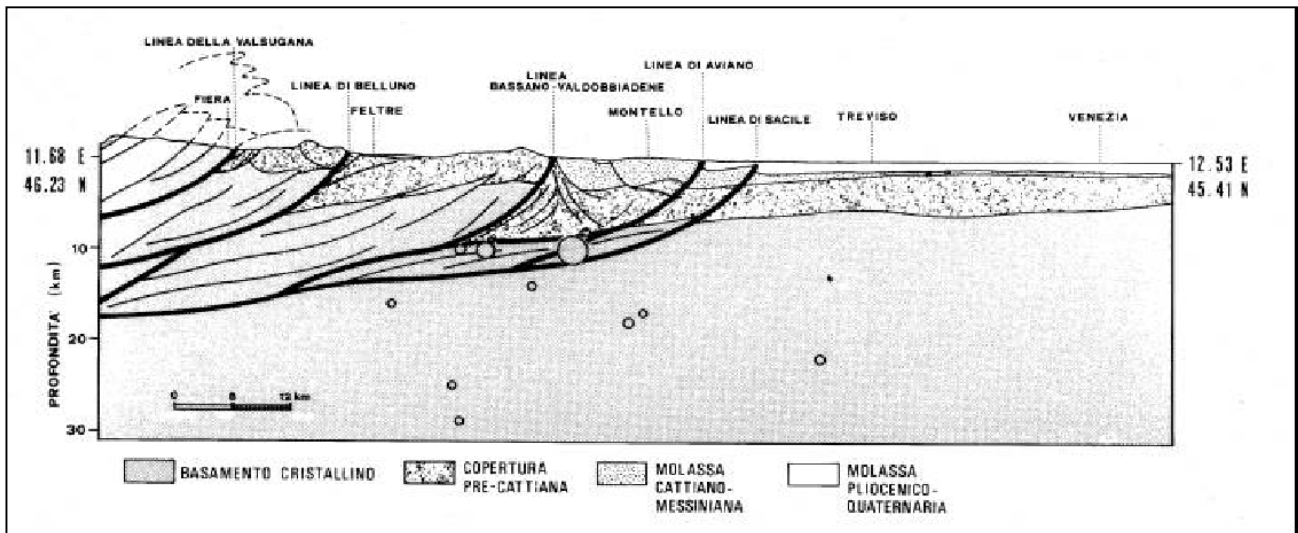 LINEA DELLA VALSUGANA
FIERA
LINEA DI BELLUNO
FELTRE
LINEA
BASSANO-VALDOBBIADENE
MONTELLO
LINEA DI AVIANO
LINEA DI SACILE
TREVISO
VENEZIA
11.68 E
46.23 N
12.53 E
45.41 N
PROFONDITA' (km)
10
20
30
0 6 12 km
BASAMENTO CRISTALLINO
COPERTURA
PRE-CATTIANA
MOLASSA
CATTIANO-
MESSINIANA
MOLASSA
PLIOCENICO-
QUATERNARIA